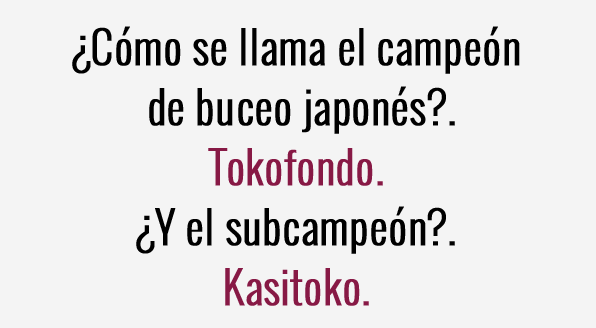 ¿Cómo se llama el campeón
de buceo japonés?.
Tokofondo.
¿Y el subcampeón?.
Kasitoko.